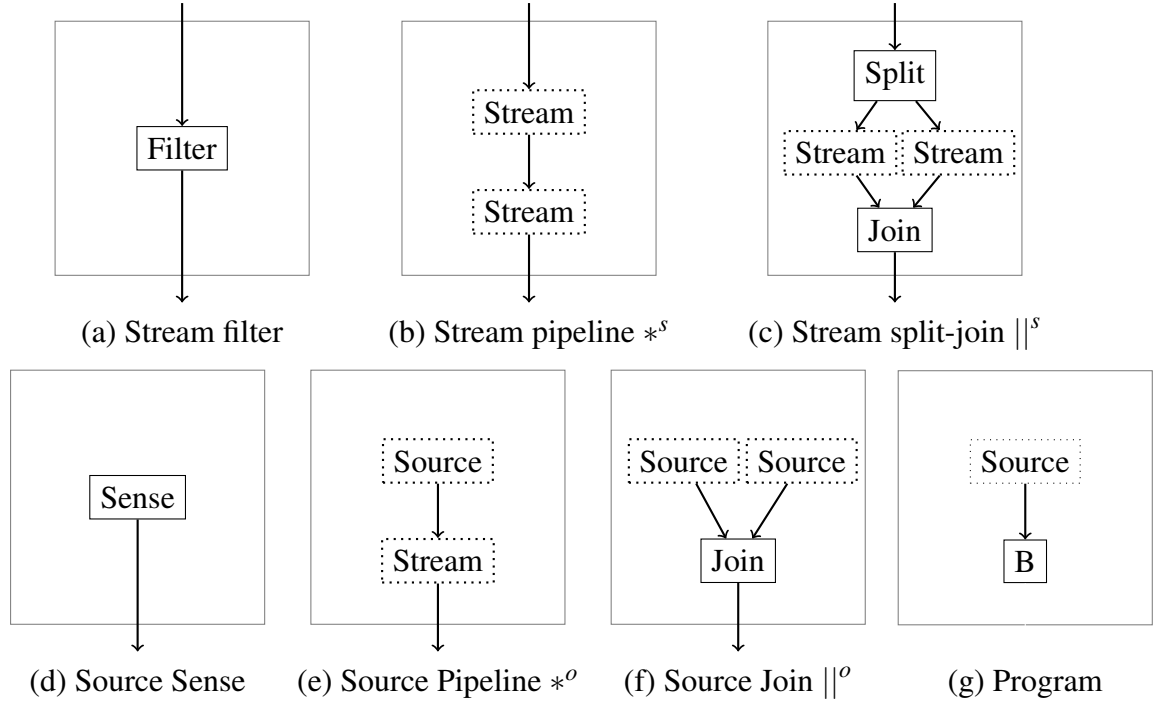 Filter
(a) Stream filter
Stream
Stream
(b) Stream pipeline ∗^s
Split
Stream Stream
Join
(c) Stream split-join ||^s
Sense
(d) Source Sense
Source
Stream
(e) Source Pipeline ∗^o
Source Source
Join
(f) Source Join ||^o
Source
B
(g) Program